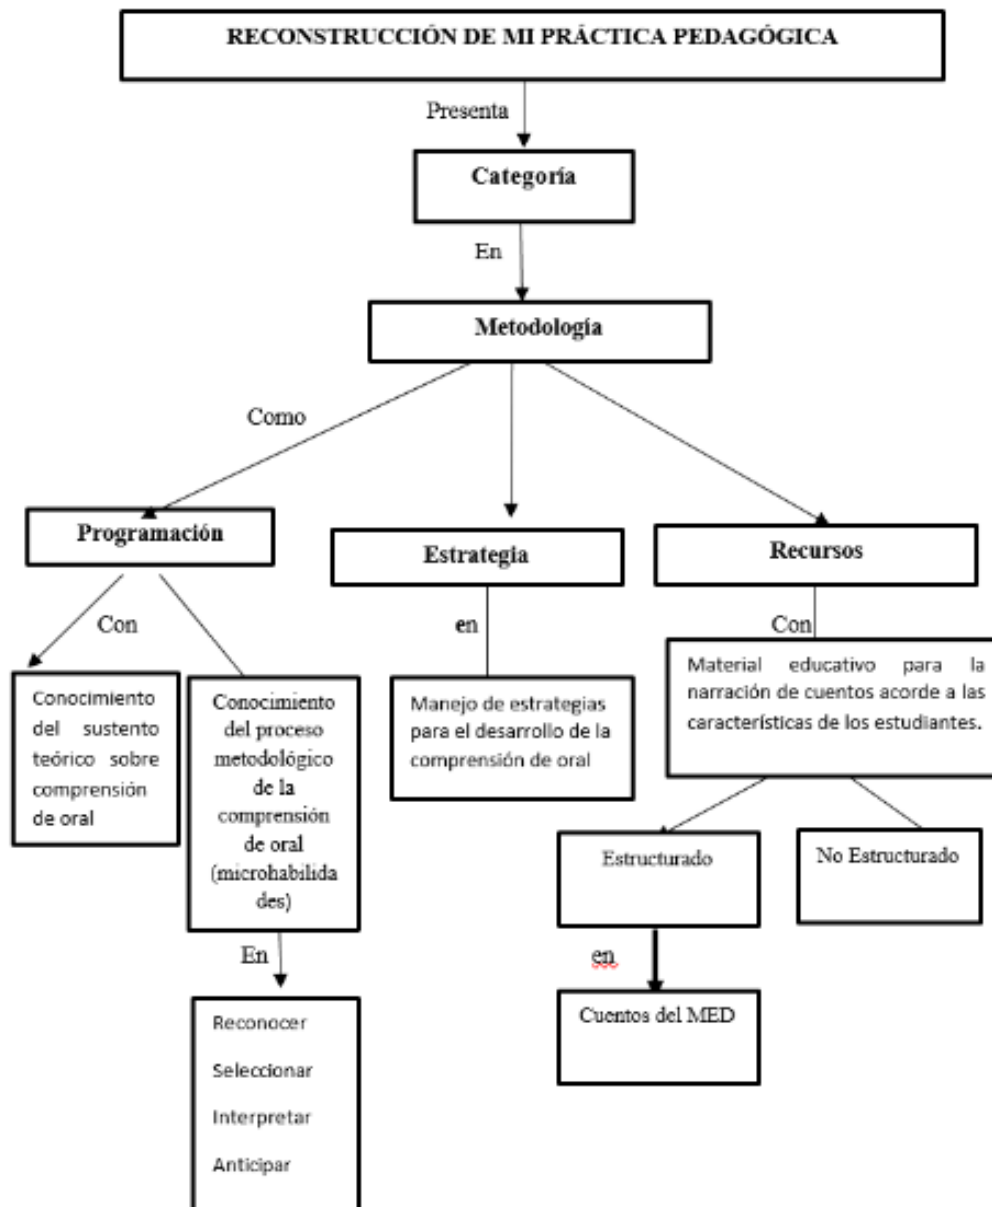 RECONSTRUCCIÓN DE MI PRÁCTICA PEDAGÓGICA
Presenta
Categoría
En
Metodología
Como
Programación
Estrategia
Recursos
Con
en
Con
Conocimiento
del sustento
teórico sobre
comprensión
de oral
Conocimiento
del proceso
metodológico
de la
comprensión
de oral
(microhabilida
des)
Manejo de estrategias
para el desarrollo de la
comprensión de oral
Material educativo para la
narración de cuentos acorde a las
características de los estudiantes.
Estructurado
No Estructurado
En
en
Cuentos del MED
Reconocer
Seleccionar
Interpretar
Anticipar